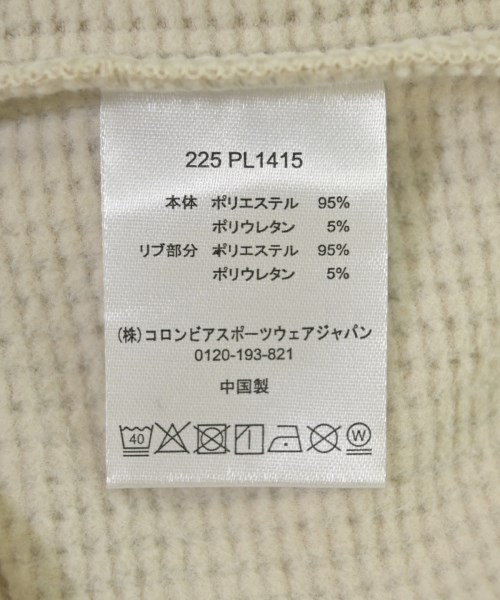 225 PL1415
本体 ポリエステル 95%
ポリウレタン 5%
リブ部分 ポリエステル 95%
ポリウレタン 5%
(株)コロンビアスポーツウェアジャパン
0120-193-821
中国製
40 W